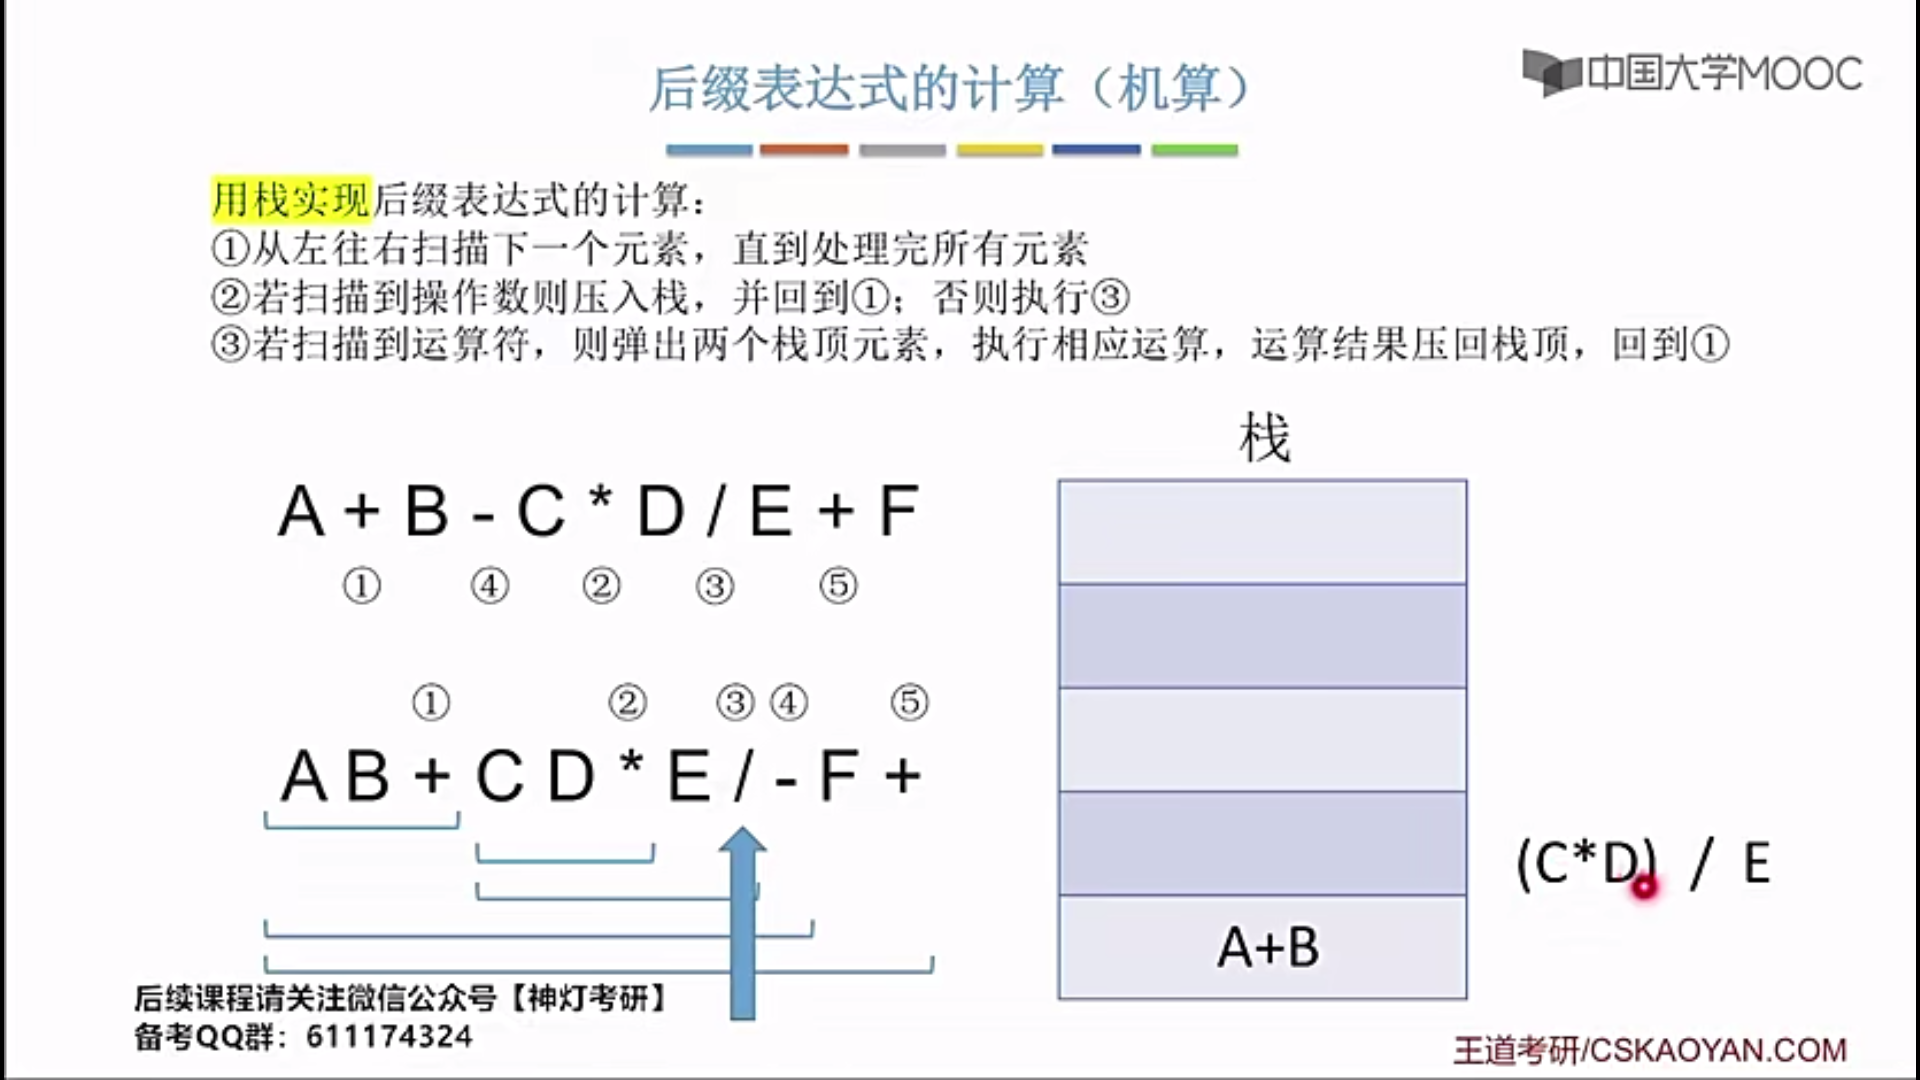 后缀表达式的计算（机算）
中国大学MOOC
用栈实现后缀表达式的计算：
①从左往右扫描下一个元素，直到处理完所有元素
②若扫描到操作数则压入栈，并回到①；否则执行③
③若扫描到运算符，则弹出两个栈顶元素，执行相应运算，运算结果压回栈顶，回到①
栈
A + B - C * D / E + F
① ④ ② ③ ⑤
① ② ③ ④ ⑤
A B + C D * E / - F +
(C*D) / E
A+B
后续课程请关注微信公众号【神灯考研】
备考QQ群：611174324
王道考研/CSKAOYAN.COM